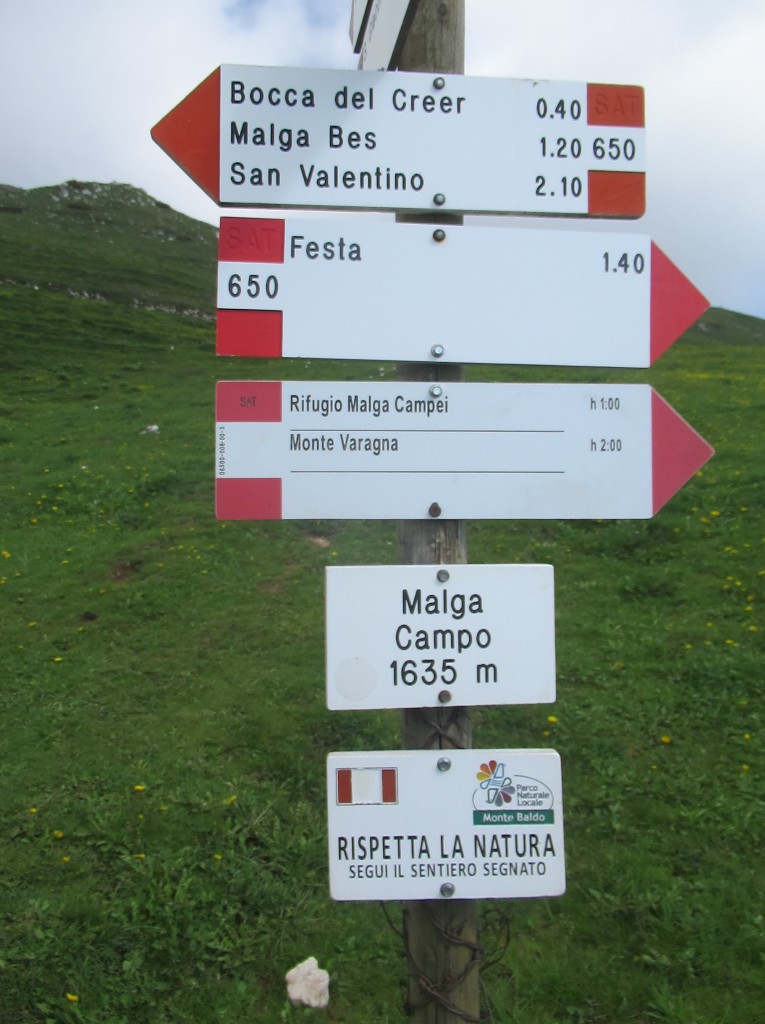 Bocca del Creer 0.40 SAT
Malga Bes 1.20 650
San Valentino 2.10
SAT Festa 1.40
650
SAT Rifugio Malga Campei h 1:00
Monte Varagna h 2:00
Malga
Campo
1635 m
Parco
Naturale
Locale
Monte Baldo
RISPETTA LA NATURA
SEGUI IL SENTIERO SEGNATO